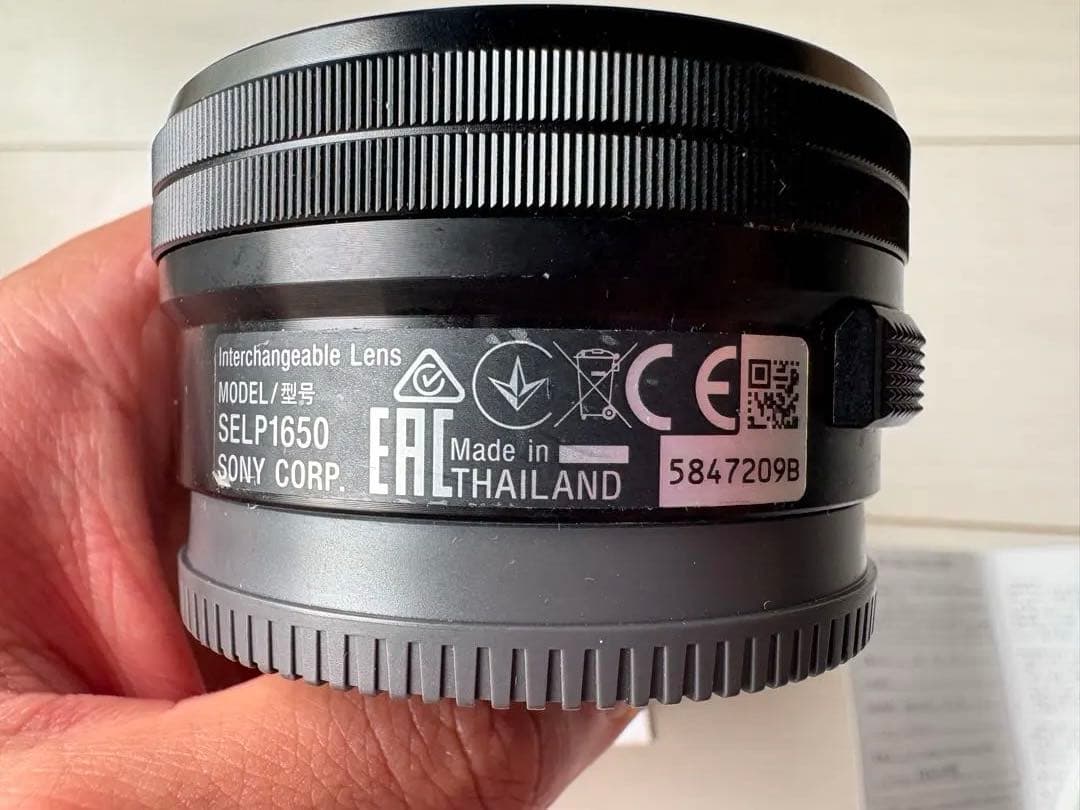 Interchangeable Lens
MODEL/型号
SELP1650
SONY CORP.
EAC
Made in
THAILAND
CE
5847209B